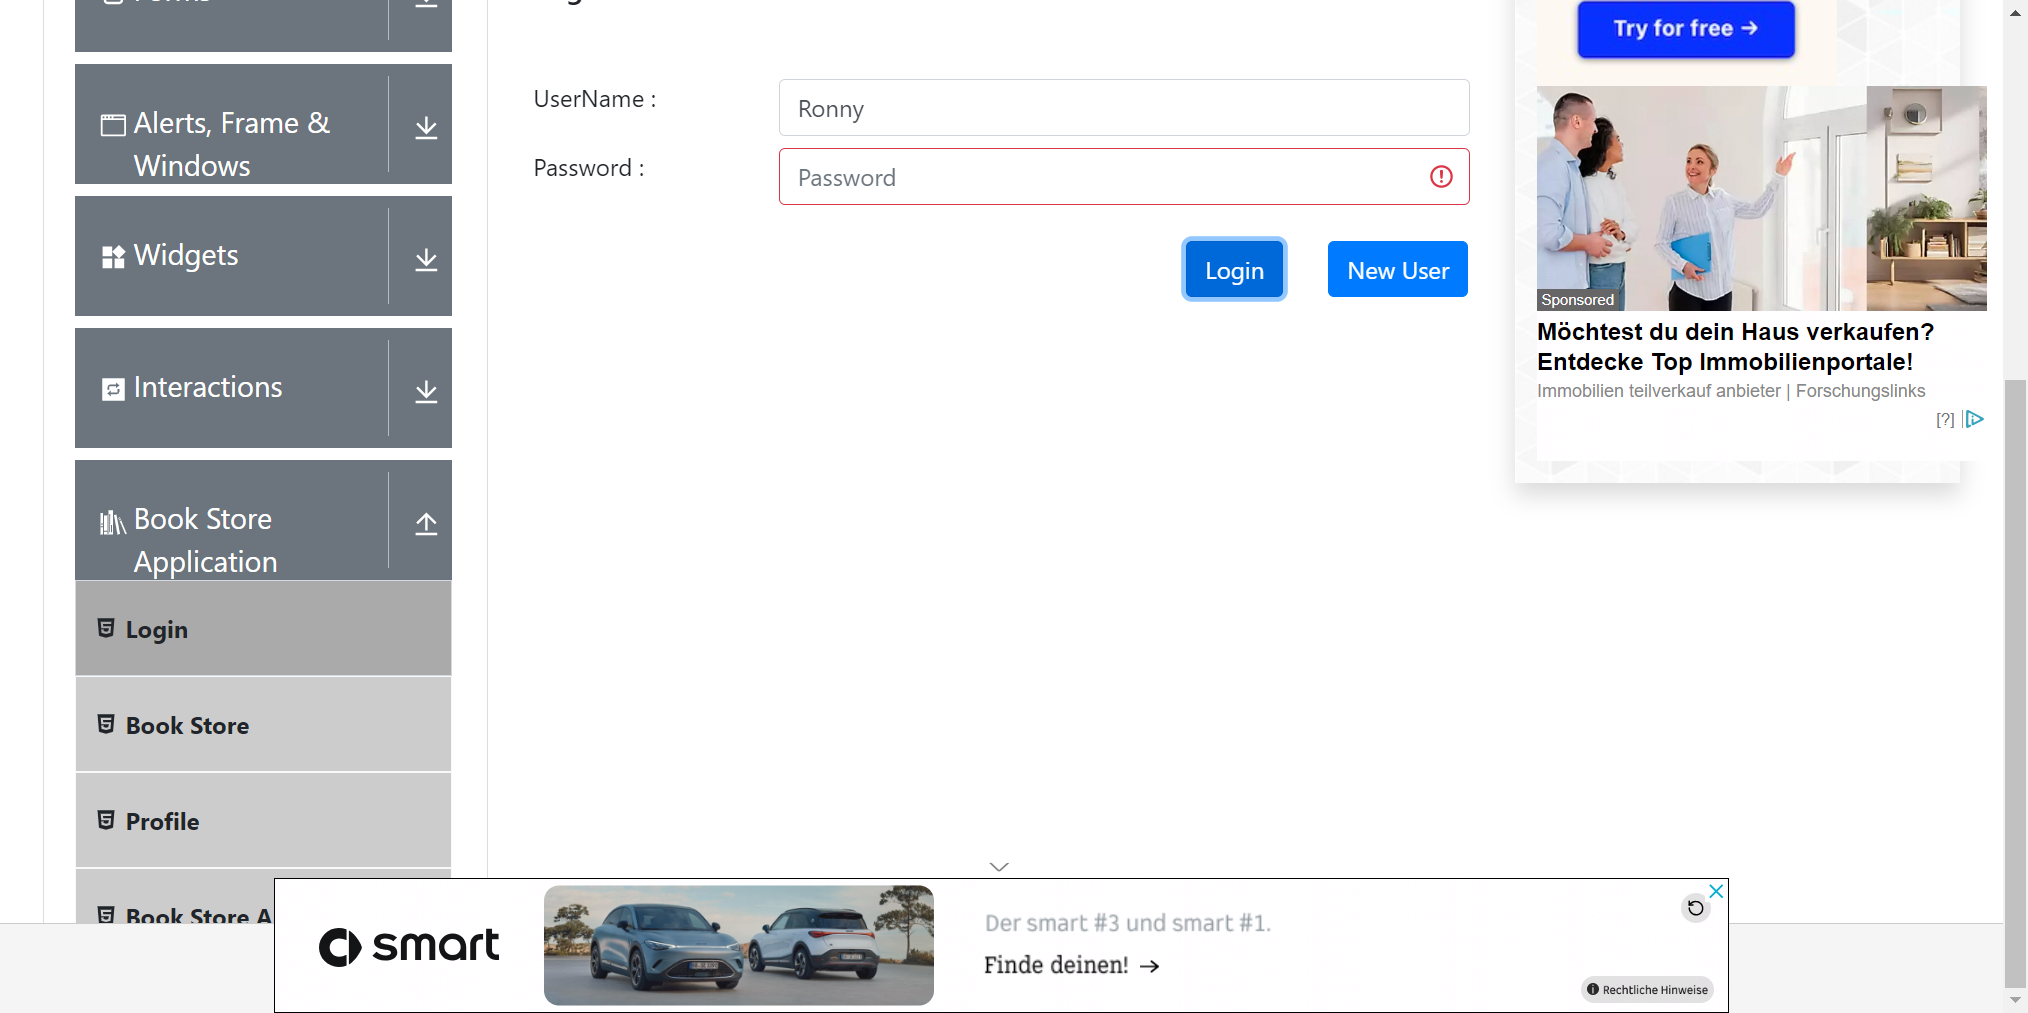 Alerts, Frame &
Windows
Widgets
Interactions
Book Store
Application
Login
Book Store
Profile
Book Store A
UserName :
Ronny
Password :
Password
Login
New User
Try for free →
Sponsored
Möchtest du dein Haus verkaufen?
Entdecke Top Immobilienportale!
Immobilien teilverkauf anbieter | Forschungslinks
[?]
smart
Der smart #3 und smart #1.
Finde deinen! →
Rechtliche Hinweise